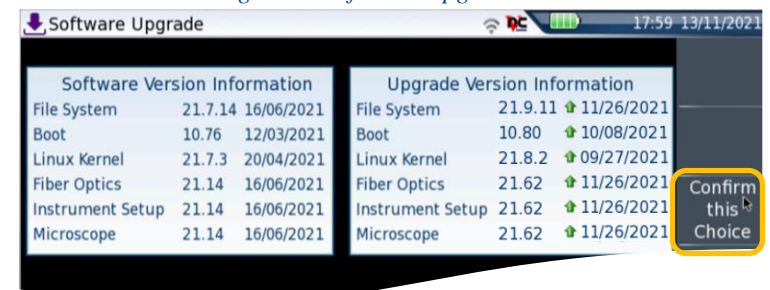 Software Upgrade 17:59 13/11/2021
Software Version Information
File System 21.7.14 16/06/2021
Boot 10.76 12/03/2021
Linux Kernel 21.7.3 20/04/2021
Fiber Optics 21.14 16/06/2021
Instrument Setup 21.14 16/06/2021
Microscope 21.14 16/06/2021
Upgrade Version Information
File System 21.9.11 11/26/2021
Boot 10.80 10/08/2021
Linux Kernel 21.8.2 09/27/2021
Fiber Optics 21.62 11/26/2021
Instrument Setup 21.62 11/26/2021
Microscope 21.62 11/26/2021
Confirm
this
Choice